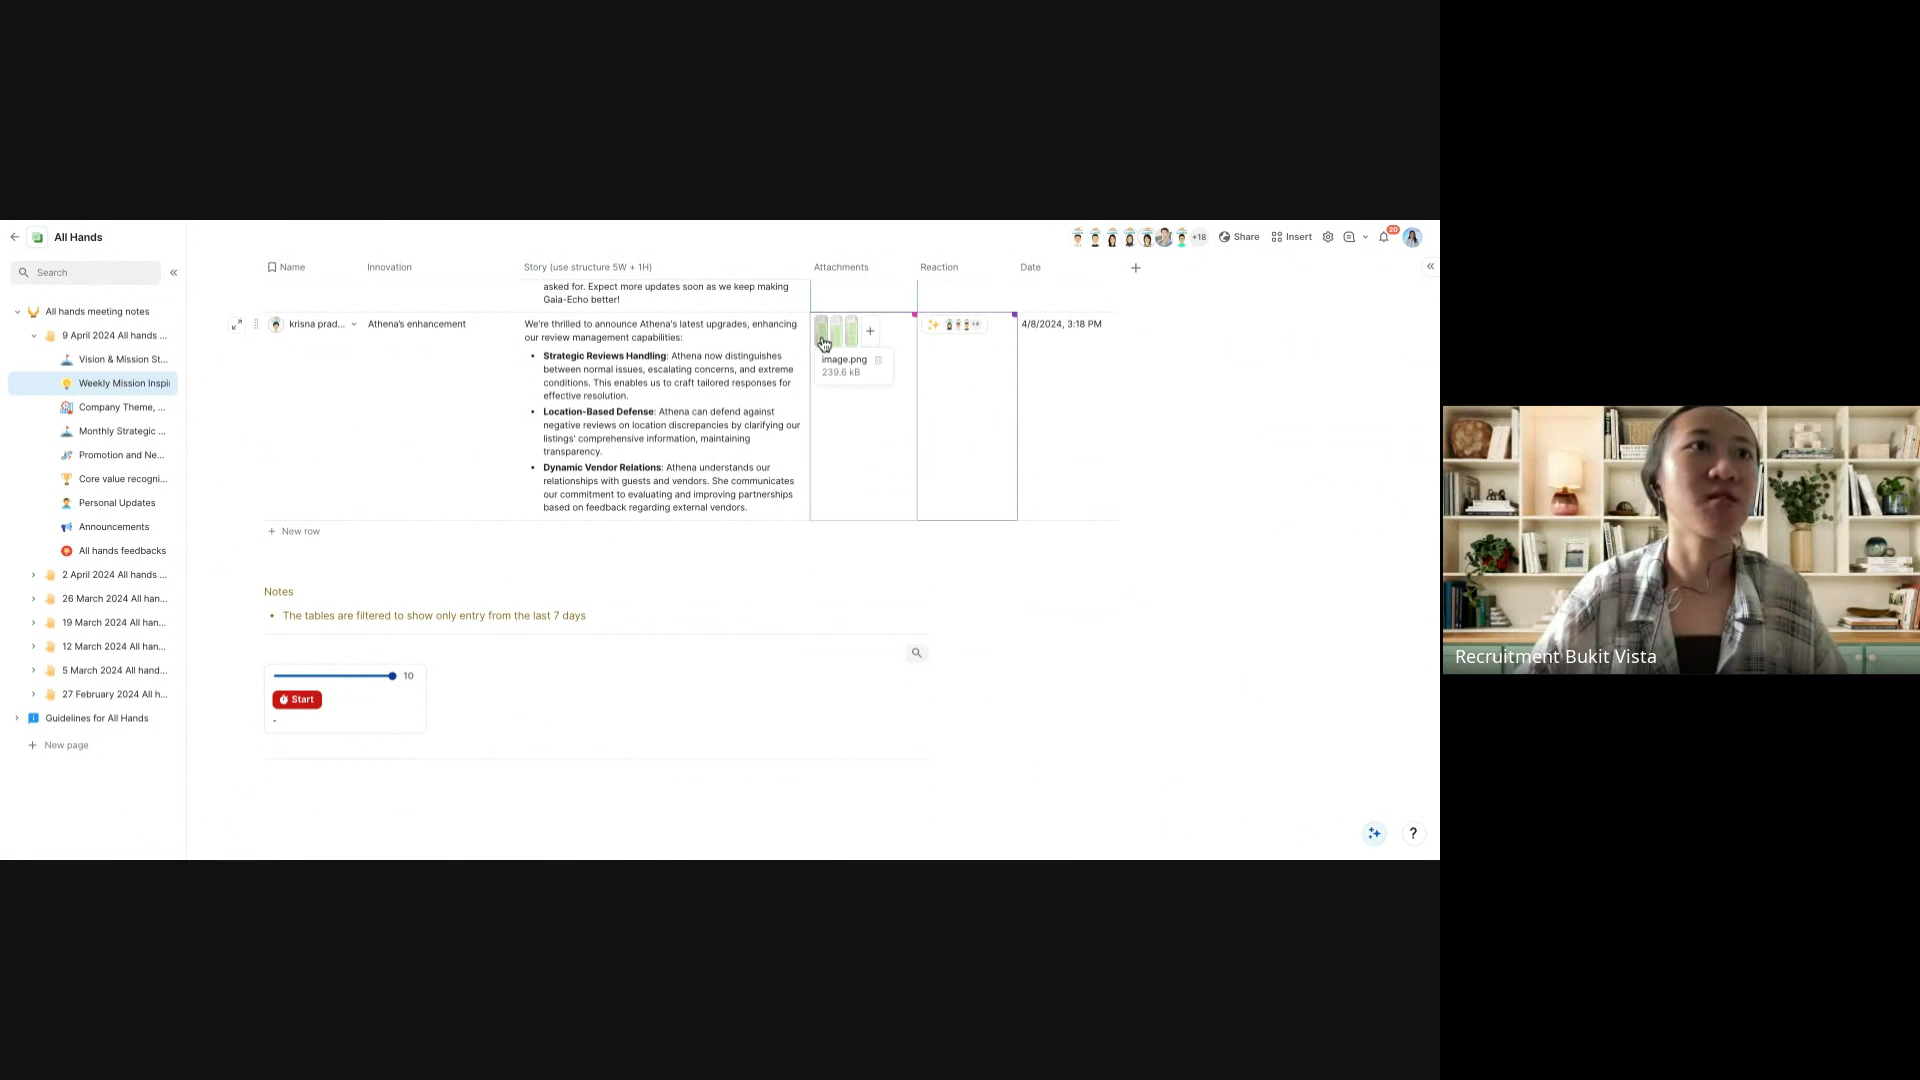 All Hands
Search
All hands meeting notes
9 April 2024 All hands ...
Vision & Mission St...
Weekly Mission Inspi
Company Theme, ...
Monthly Strategic ...
Promotion and Ne...
Core value recogni...
Personal Updates
Announcements
All hands feedbacks
2 April 2024 All hands ...
26 March 2024 All han...
19 March 2024 All han...
12 March 2024 All han...
5 March 2024 All hand...
27 February 2024 All h...
Guidelines for All Hands
New page
+18
Share
Insert
20
Name
Innovation
Story (use structure 5W + 1H)
Attachments
Reaction
Date
asked for. Expect more updates soon as we keep making
Gaia-Echo better!
krisna prad...
Athena's enhancement
We're thrilled to announce Athena's latest upgrades, enhancing
our review management capabilities:
• Strategic Reviews Handling: Athena now distinguishes
between normal issues, escalating concerns, and extreme
conditions. This enables us to craft tailored responses for
effective resolution.
• Location-Based Defense: Athena can defend against
negative reviews on location discrepancies by clarifying our
listings' comprehensive information, maintaining
transparency.
• Dynamic Vendor Relations: Athena understands our
relationships with guests and vendors. She communicates
our commitment to evaluating and improving partnerships
based on feedback regarding external vendors.
image.png
239.6 kB
4/8/2024, 3:18 PM
New row
Notes
• The tables are filtered to show only entry from the last 7 days
10
Start
-
?
Recruitment Bukit Vista